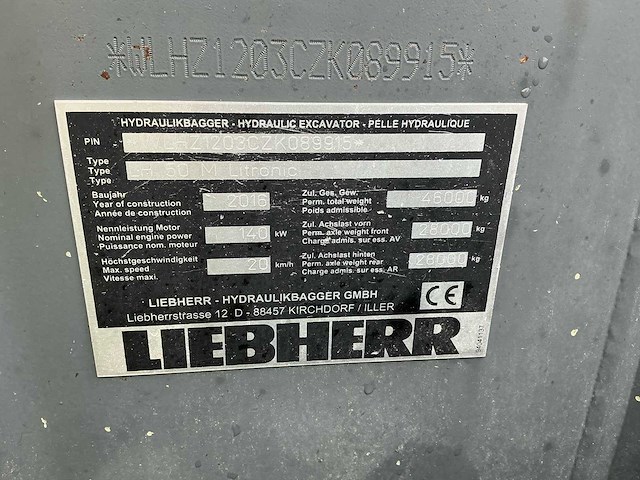 *WLHZ1203CZK089915*
HYDRAULIKBAGGER - HYDRAULIC EXCAVATOR - PELLE HYDRAULIQUE
PIN
Type
Type Litronic
Type
Baujahr
Year of construction 2016
Année de construction
Zul. Ges. Gew.
Perm. total weight 46000 kg
Poids admissible
Nennleistung Motor
Nominal engine power 140 kW
Puissance nom. moteur
Zul. Achslast vorn
Perm. axle weight front 28000 kg
Charge admis. sur ess. AV
Höchstgeschwindigkeit
Max. speed 20 km/h
Vitesse maxi.
Zul. Achslast hinten
Perm. axle weight rear 28000 kg
Charge admis. sur ess. AR
LIEBHERR - HYDRAULIKBAGGER GMBH
Liebherrstrasse 12 D - 88457 KIRCHDORF / ILLER
CE
LIEBHERR